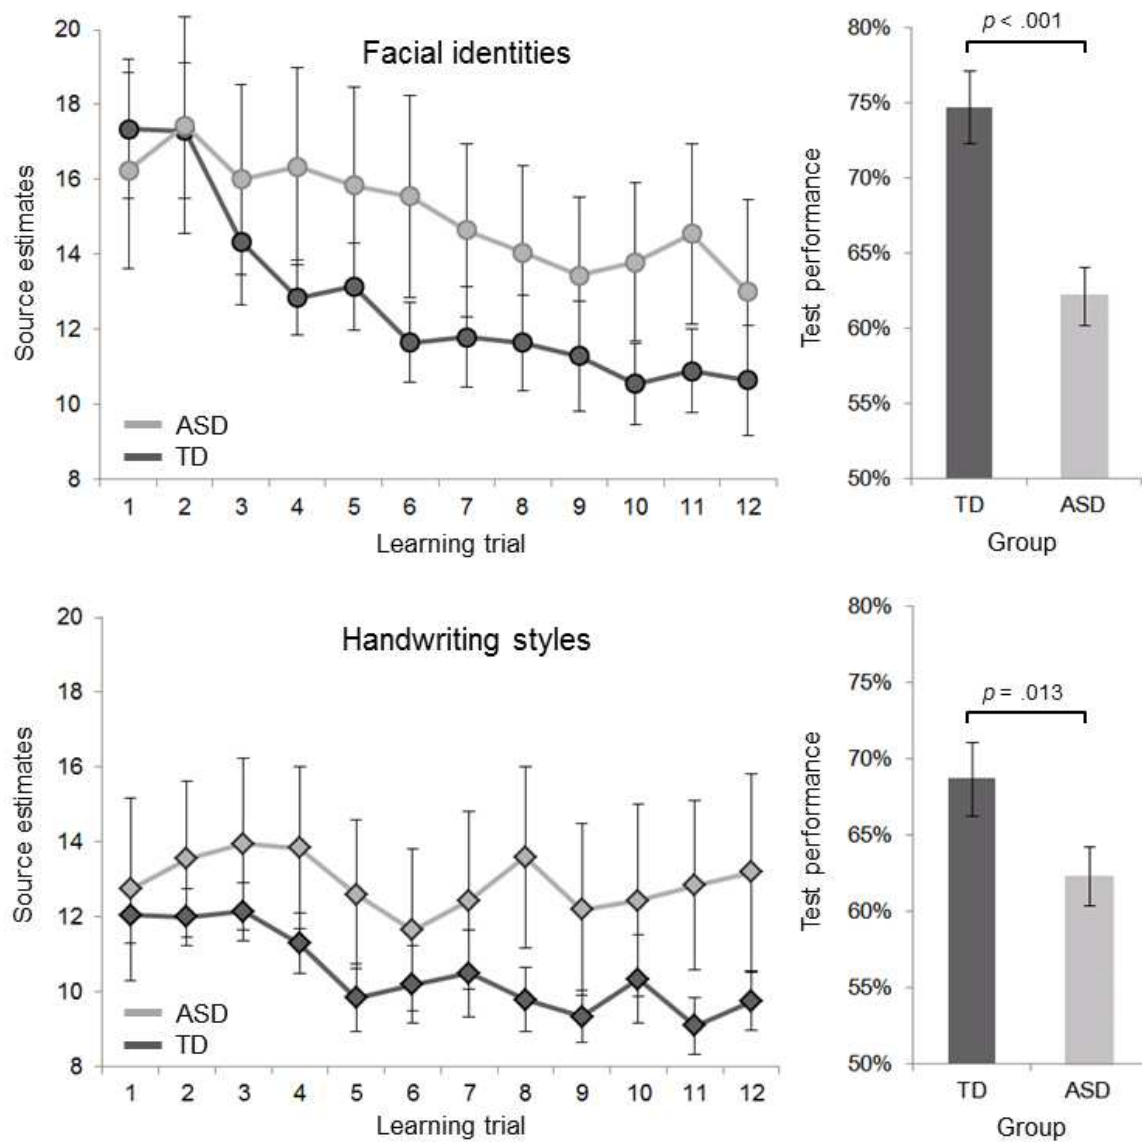 Facial identities
Source estimates
20
18
16
14
12
10
8
ASD
TD
1 2 3 4 5 6 7 8 9 10 11 12
Learning trial
p < .001
Test performance
80%
75%
70%
65%
60%
55%
50%
TD ASD
Group
Handwriting styles
Source estimates
20
18
16
14
12
10
8
ASD
TD
1 2 3 4 5 6 7 8 9 10 11 12
Learning trial
p = .013
Test performance
80%
75%
70%
65%
60%
55%
50%
TD ASD
Group